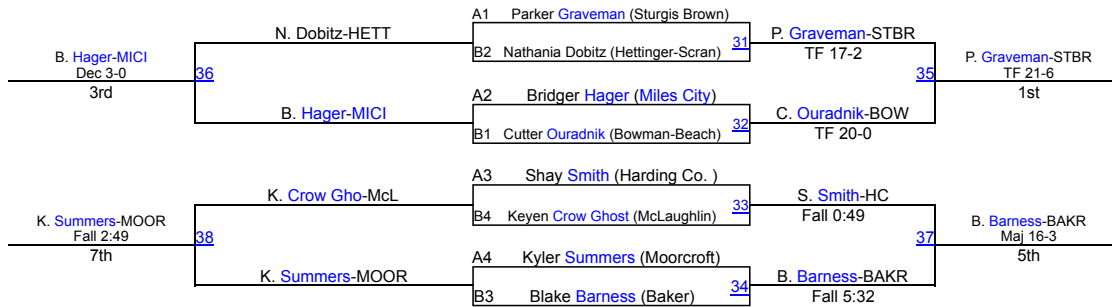 A1 Parker Graveman (Sturgis Brown)
N. Dobitz-HETT 31 P. Graveman-STBR
B. Hager-MICI B2 Nathania Dobitz (Hettinger-Scran) TF 17-2 P. Graveman-STBR
Dec 3-0 36 35 TF 21-6
3rd A2 Bridger Hager (Miles City) 1st
B. Hager-MICI 32 C. Ouradnik-BOW
B1 Cutter Ouradnik (Bowman-Beach) TF 20-0
A3 Shay Smith (Harding Co. )
K. Crow Gho-McL 33 S. Smith-HC
K. Summers-MOOR B4 Keyen Crow Ghost (McLaughlin) Fall 0:49 B. Barness-BAKR
Fall 2:49 38 37 Maj 16-3
7th A4 Kyler Summers (Moorcroft) 5th
K. Summers-MOOR 34 B. Barness-BAKR
B3 Blake Barness (Baker) Fall 5:32